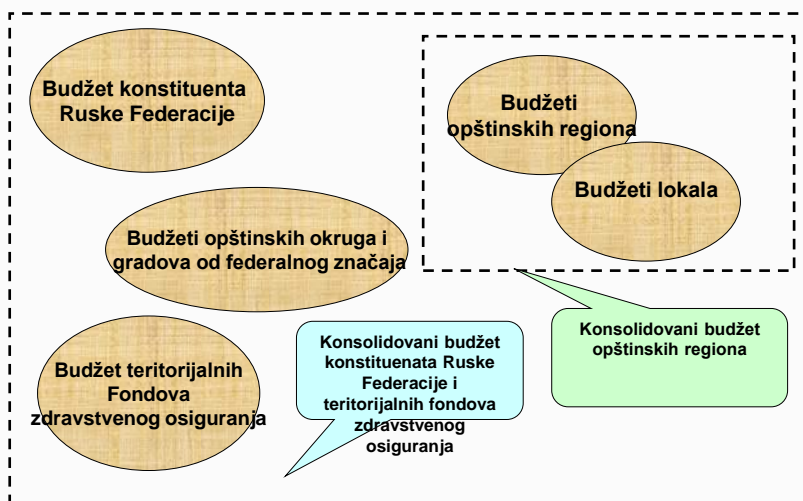 Budžet konstituenta
Ruske Federacije
Budžeti
opštinskih regiona
Budžeti lokala
Budžeti opštinskih okruga i
gradova od federalnog značaja
Budžet teritorijalnih
Fondova
zdravstvenog osiguranja
Konsolidovani budžet
konstituenata Ruske
Federacije i
teritorijalnih fondova
zdravstvenog
osiguranja
Konsolidovani budžet
opštinskih regiona